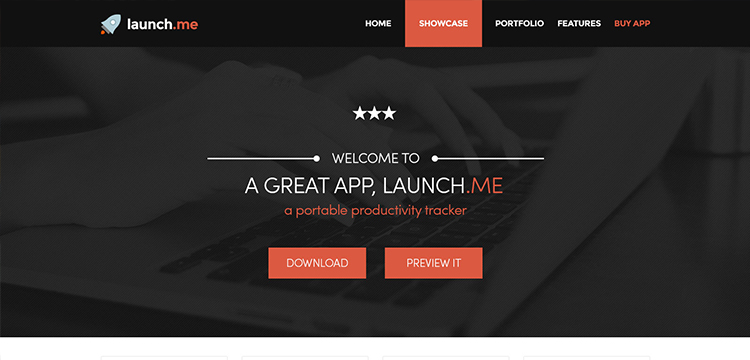 launch.me
HOME SHOWCASE PORTFOLIO FEATURES BUY APP
WELCOME TO
A GREAT APP, LAUNCH.ME
a portable productivity tracker
DOWNLOAD PREVIEW IT